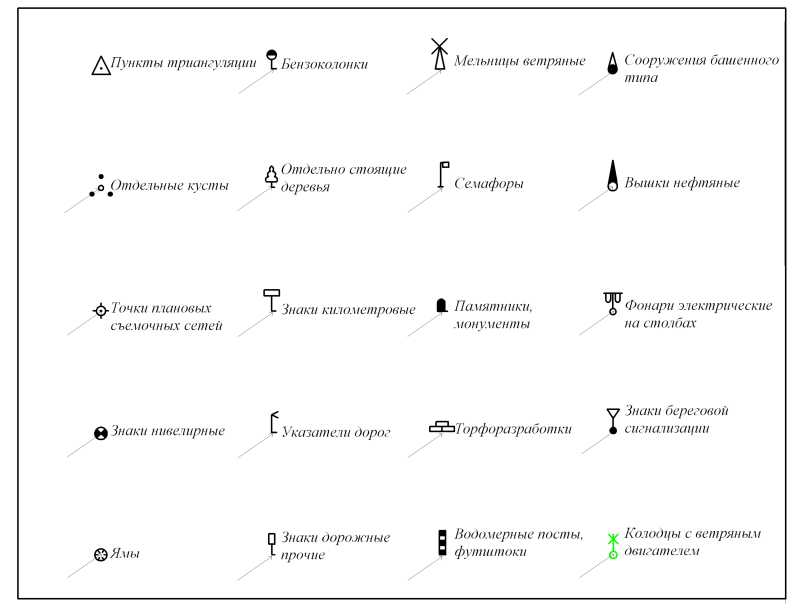 Пункты триангуляции
Бензоколонки
Мельницы ветряные
Сооружения башенного
типа
Отдельные кусты
Отдельно стоящие
деревья
Семафоры
Вышки нефтяные
Точки плановых
съемочных сетей
Знаки километровые
Памятники,
монументы
Фонари электрические
на столбах
Знаки нивелирные
Указатели дорог
Торфоразработки
Знаки береговой
сигнализации
Ямы
Знаки дорожные
прочие
Водомерные посты,
футштоки
Колодцы с ветряным
двигателем